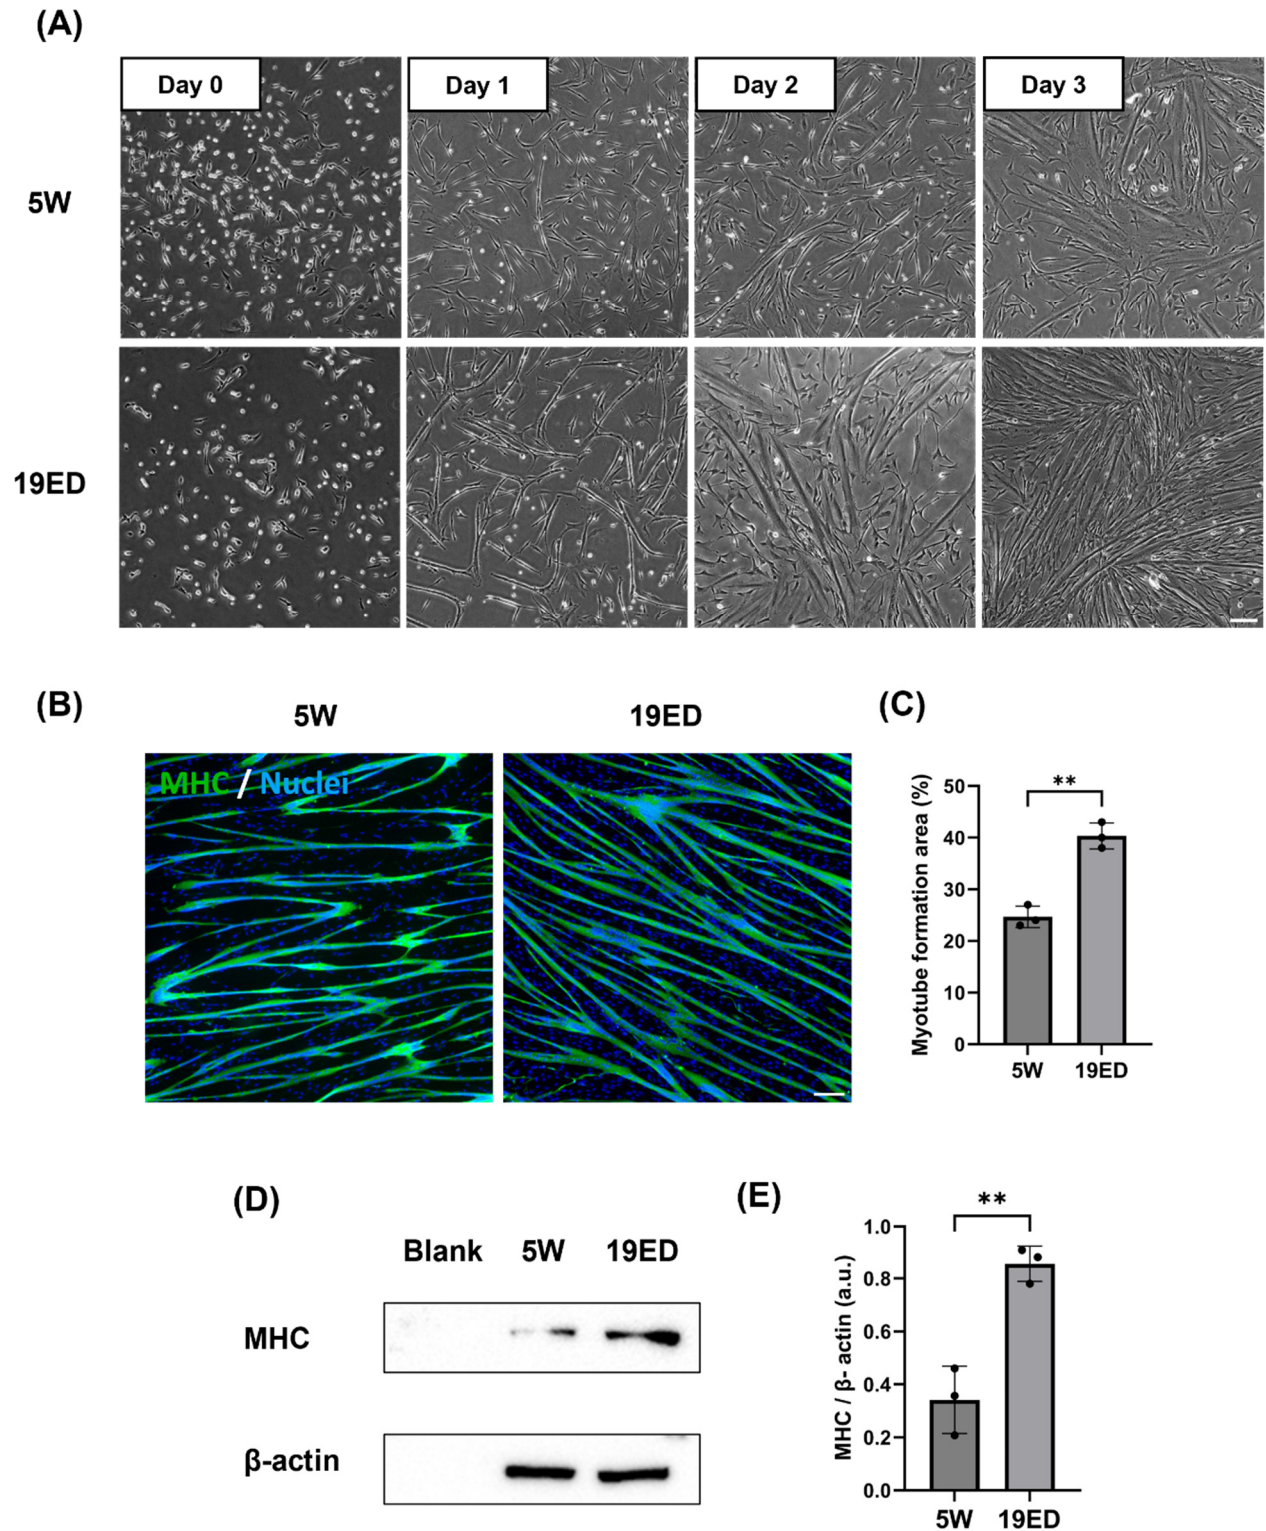 (A)
Day 0 Day 1 Day 2 Day 3
5W
19ED
(B) 5W 19ED (C)
MHC / Nuclei
Myotube formation area (%)
50
40
30
20
10
0
5W 19ED
**
(D)
Blank 5W 19ED
MHC
β-actin
(E)
**
MHC / β- actin (a.u.)
1.0
0.8
0.6
0.4
0.2
0.0
5W 19ED